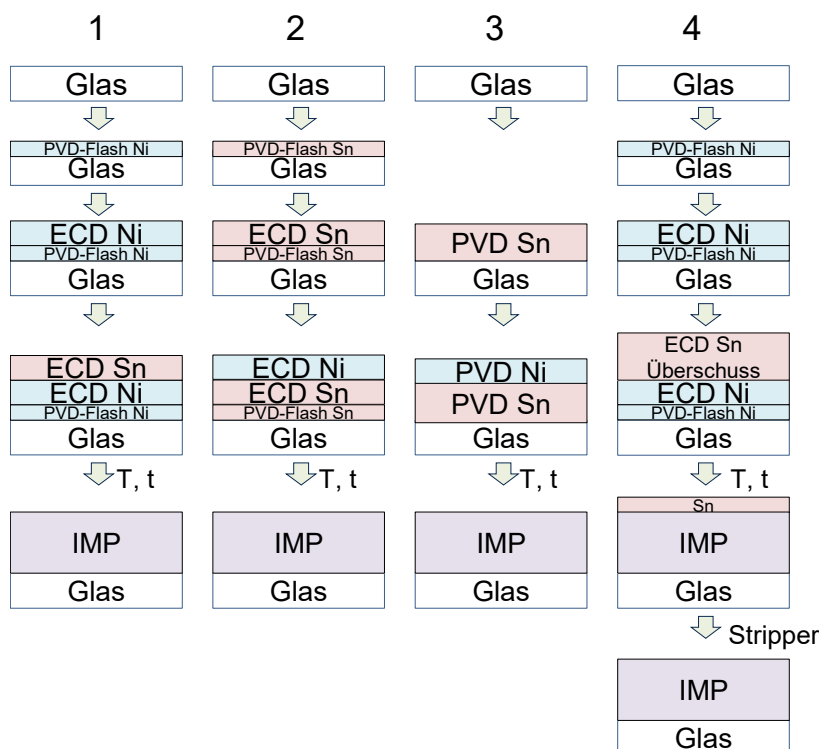 1 2 3 4
Glas Glas Glas Glas
PVD-Flash Ni PVD-Flash Sn PVD-Flash Ni
Glas Glas Glas
ECD Ni ECD Sn PVD Sn ECD Ni
PVD-Flash Ni PVD-Flash Sn PVD-Flash Ni
Glas Glas Glas Glas
ECD Sn
Überschuss
ECD Sn ECD Ni PVD Ni ECD Ni
ECD Ni ECD Sn PVD Sn
PVD-Flash Ni PVD-Flash Sn PVD-Flash Ni
Glas Glas Glas Glas
T, t T, t T, t T, t
Sn
IMP IMP IMP IMP
Glas Glas Glas Glas
Stripper
IMP
Glas